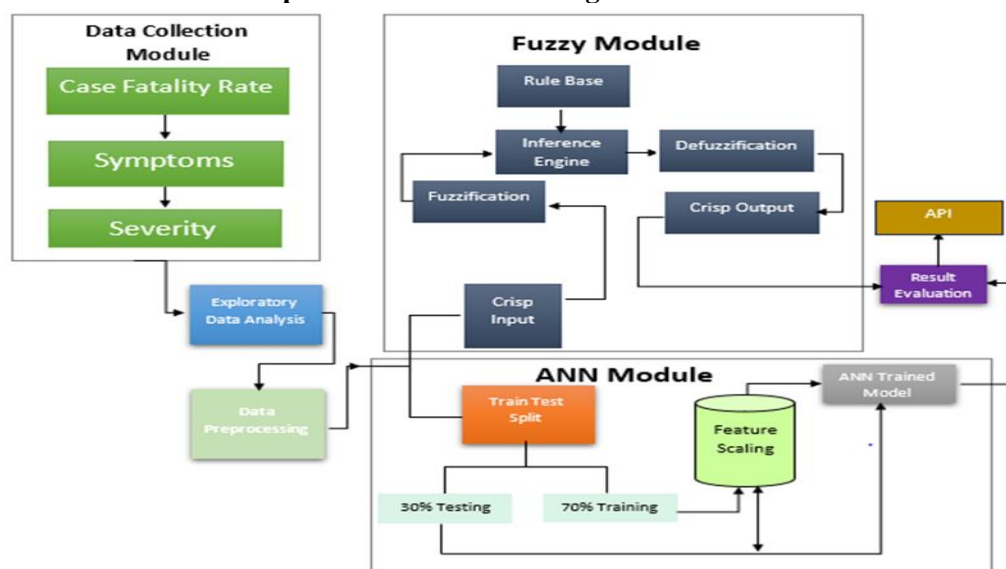 Data Collection
Module
Case Fatality Rate
Symptoms
Severity
Exploratory
Data Analysis
Data
Preprocessing
Fuzzy Module
Rule Base
Inference
Engine
Defuzzification
Fuzzification
Crisp Output
Crisp
Input
API
Result
Evaluation
ANN Module
Train Test
Split
30% Testing
70% Training
Feature
Scaling
ANN Trained
Model